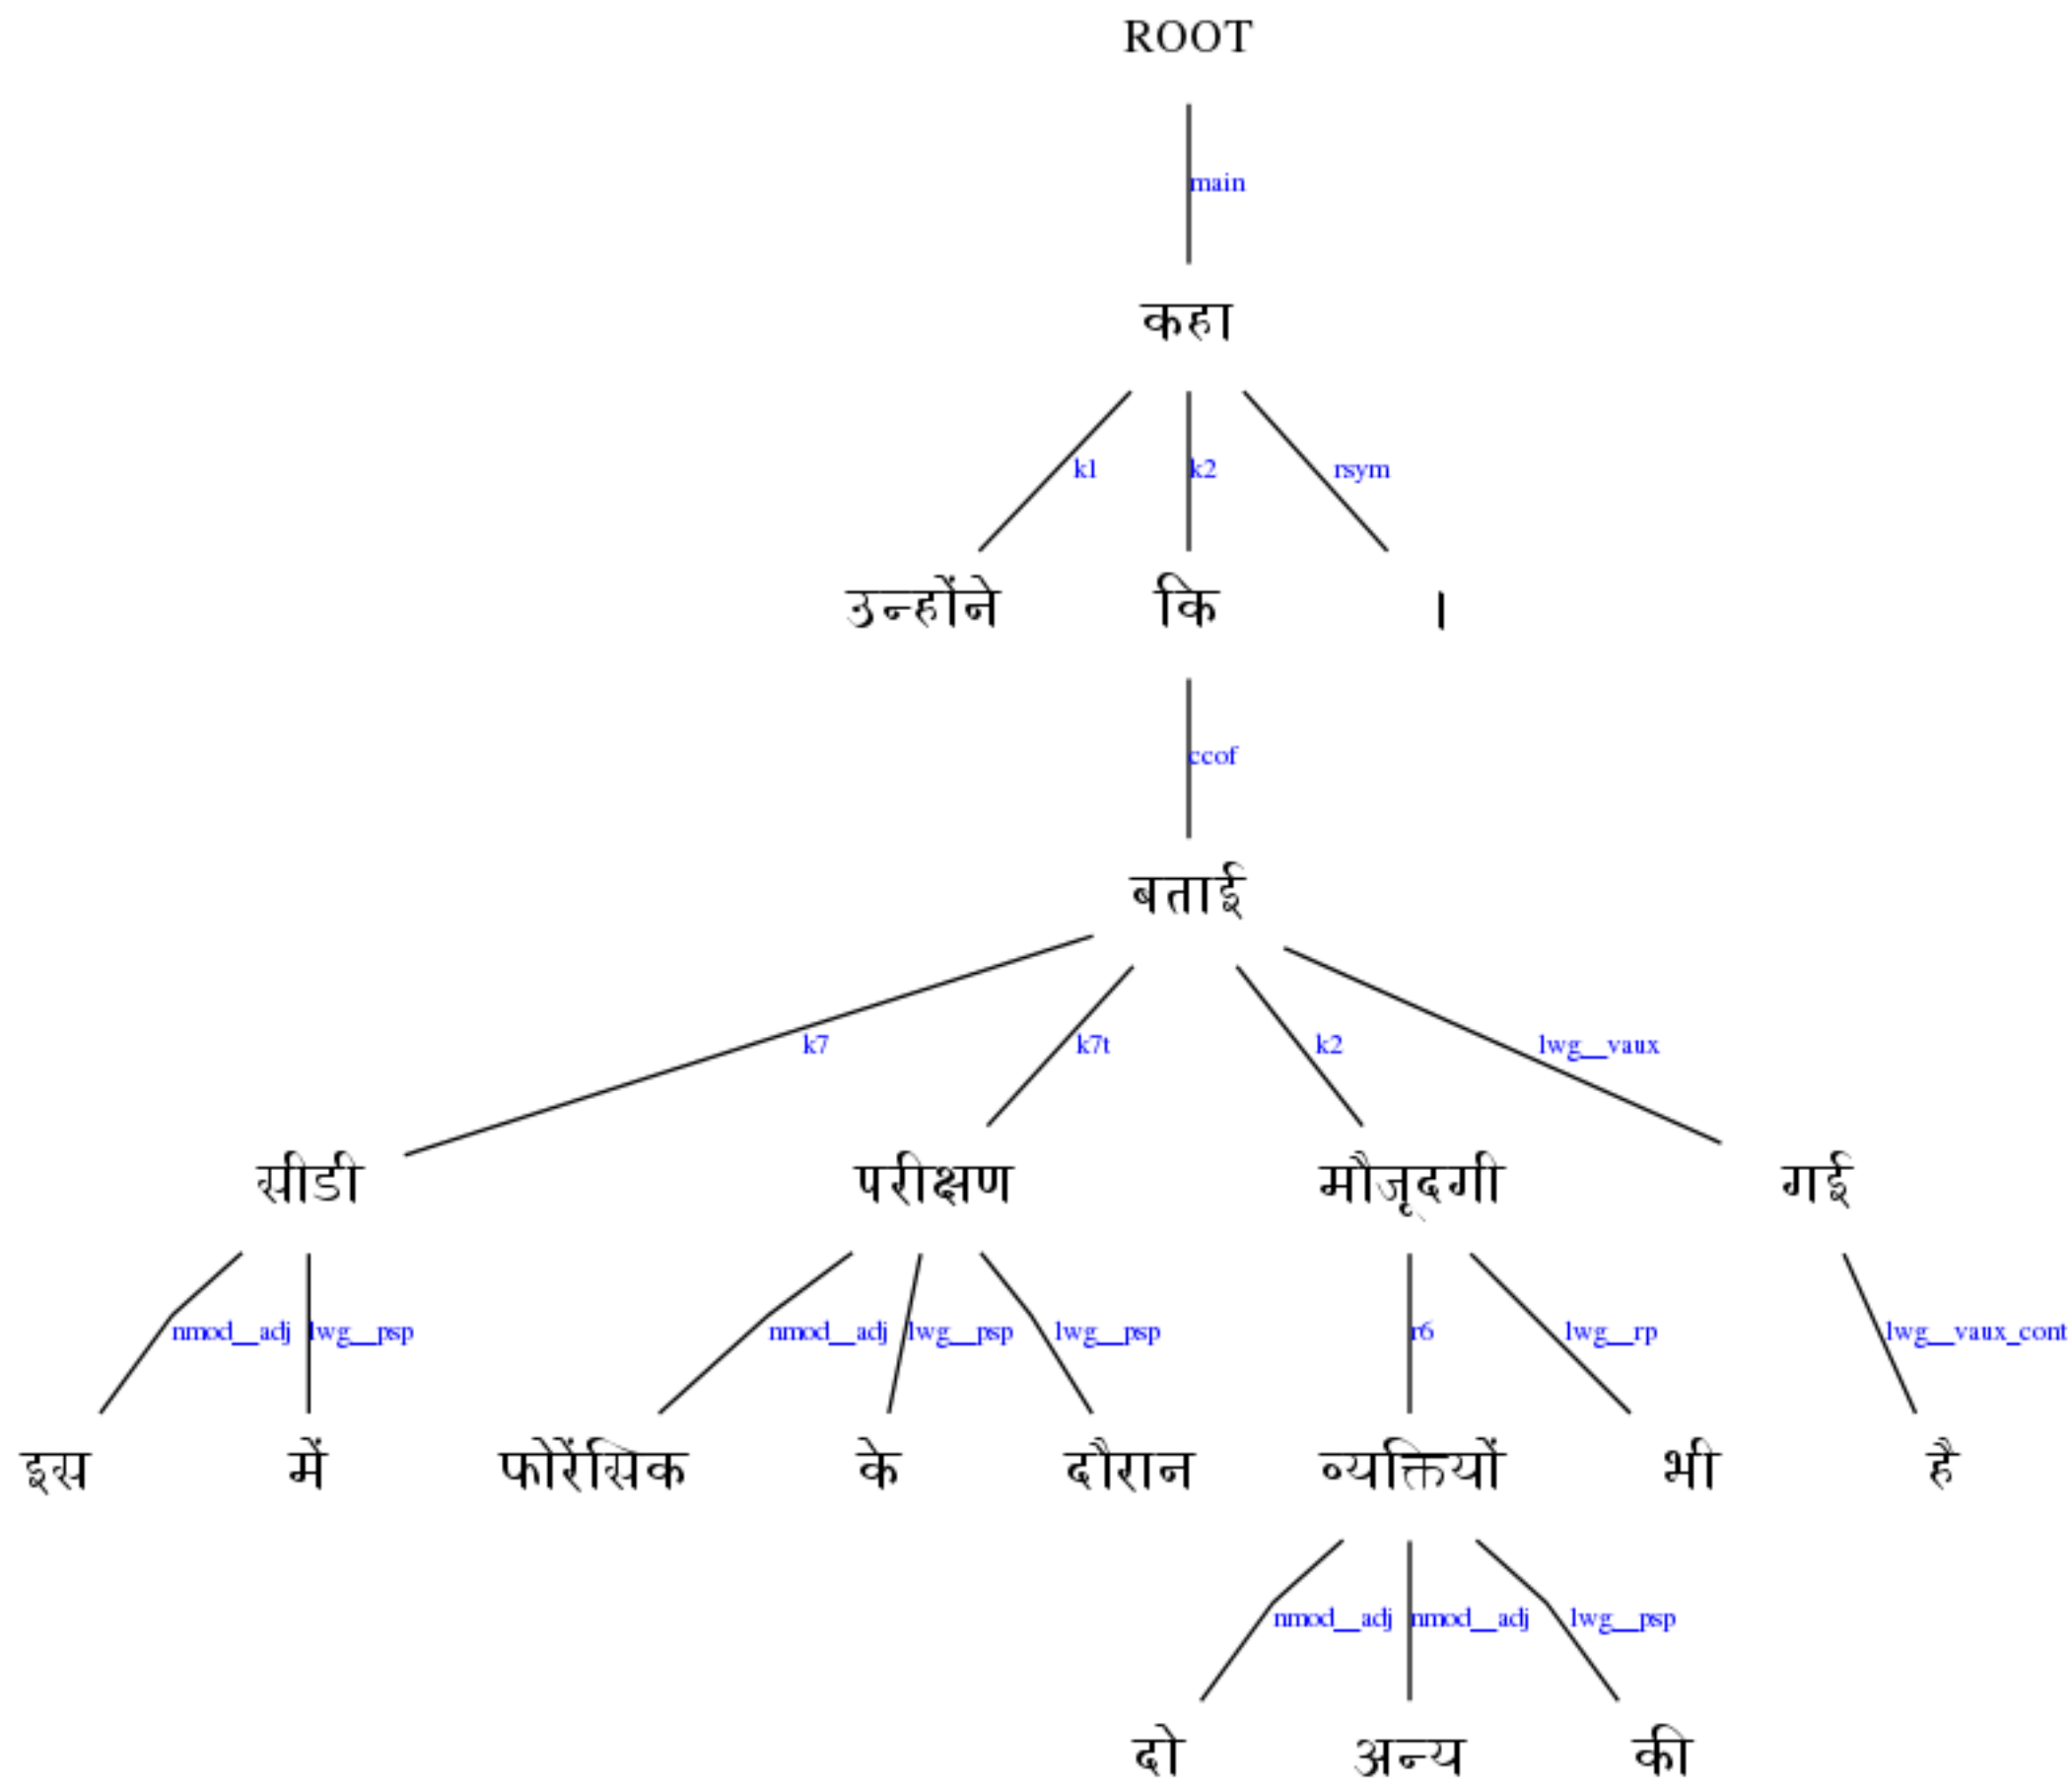 ROOT
main
कहा
k1 k2 rsym
उन्होंने कि ।
ccof
बताई
k7 k7t k2 lwg__vaux
सीडी परीक्षण मौजूदगी गई
nmod__adj lwg__psp nmod__adj lwg__psp lwg__psp r6 lwg__rp lwg__vaux_cont
इस में फोरेंसिक के दौरान व्यक्तियों भी है
nmod__adj nmod__adj lwg__psp
दो अन्य की